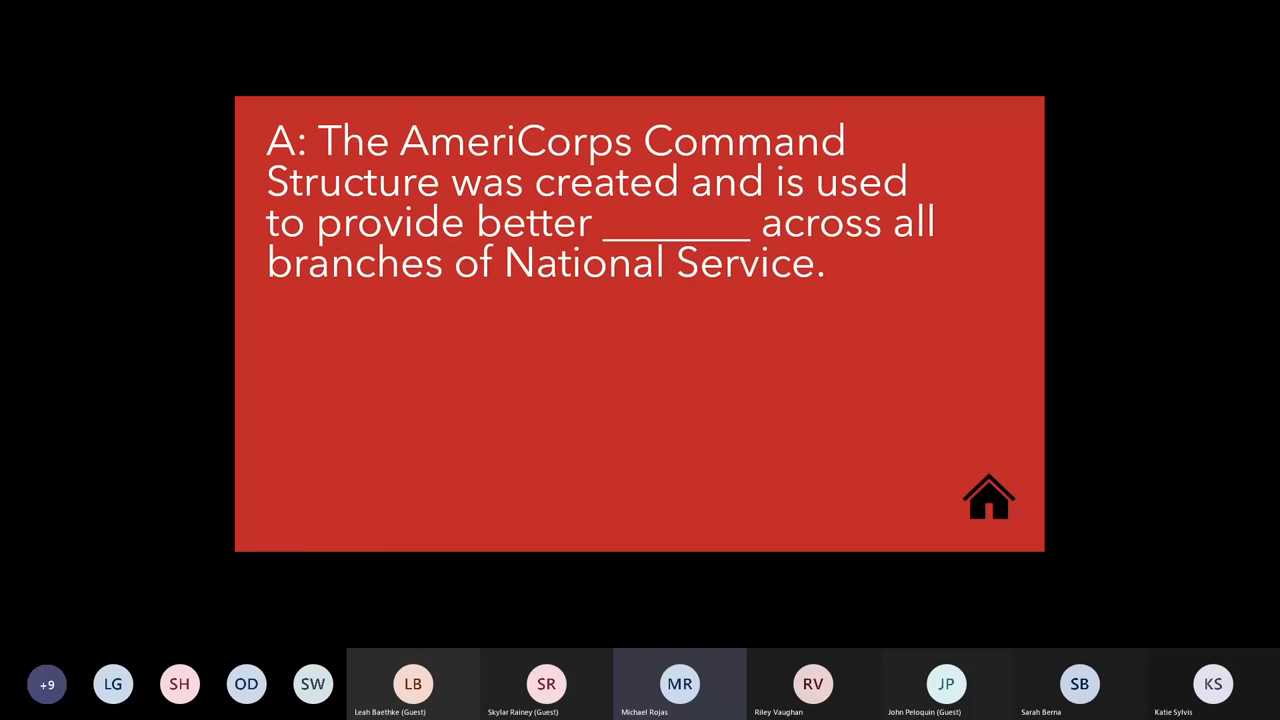 A: The AmeriCorps Command
Structure was created and is used
to provide better _______ across all
branches of National Service.
+9
LG
SH
OD
SW
LB
SR
MR
RV
JP
SB
KS
Leah Baethke (Guest)
Skylar Rainey (Guest)
Michael Rojas
Riley Vaughan
John Peloquin (Guest)
Sarah Berna
Katie Sylvis